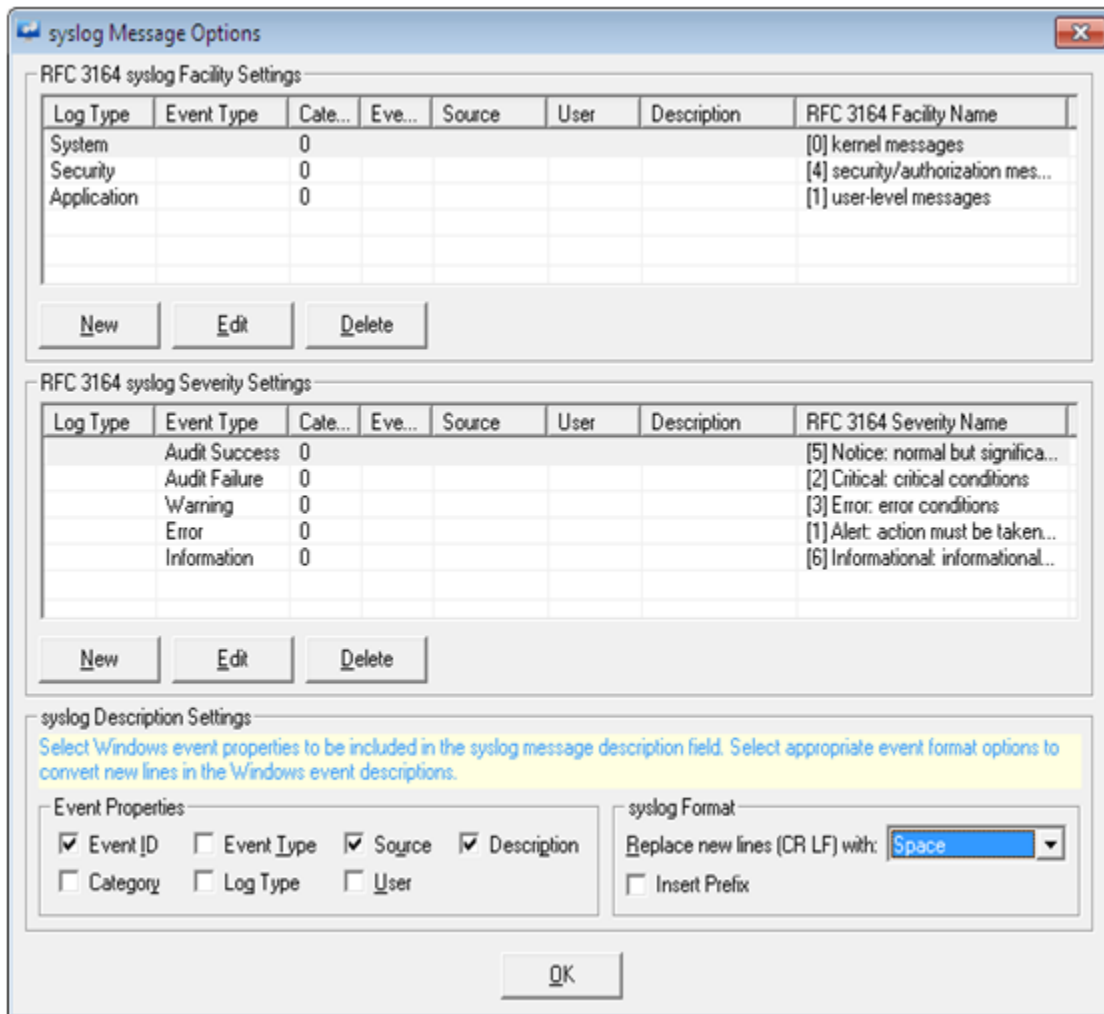 syslog Message Options
RFC 3164 syslog Facility Settings
Log Type Event Type Cate... Eve... Source User Description RFC 3164 Facility Name
System 0 [0] kernel messages
Security 0 [4] security/authorization mes...
Application 0 [1] user-level messages
New Edit Delete
RFC 3164 syslog Severity Settings
Log Type Event Type Cate... Eve... Source User Description RFC 3164 Severity Name
Audit Success 0 [5] Notice: normal but significa...
Audit Failure 0 [2] Critical: critical conditions
Warning 0 [3] Error: error conditions
Error 0 [1] Alert: action must be taken...
Information 0 [6] Informational: informational...
New Edit Delete
syslog Description Settings
Select Windows event properties to be included in the syslog message description field. Select appropriate event format options to
convert new lines in the Windows event descriptions.
Event Properties syslog Format
Event ID Event Type Source Description Replace new lines (CR LF) with: Space
Category Log Type User Insert Prefix
OK